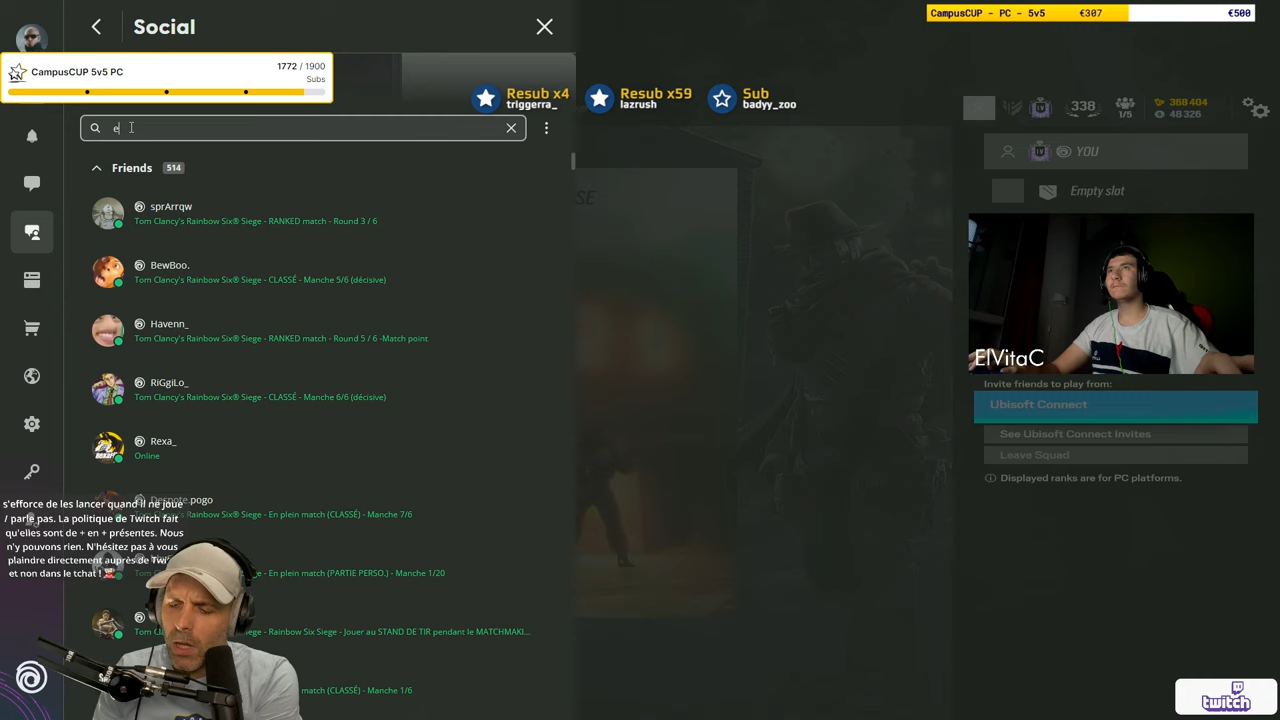 Social
CampusCUP - PC - 5v5 €307 €500
CampusCUP 5v5 PC
1772 / 1900
Subs
Resub x4
triggerra_
Resub x59
lazrush
Sub
badyy_zoo
338
1/5
368 404
48 326
e
Friends 514
YOU
Empty slot
sprArrqw
Tom Clancy's Rainbow Six® Siege - RANKED match - Round 3 / 6
BewBoo.
Tom Clancy's Rainbow Six® Siege - CLASSÉ - Manche 5/6 (décisive)
Havenn_
Tom Clancy's Rainbow Six® Siege - RANKED match - Round 5 / 6 -Match point
RiGgiLo_
Tom Clancy's Rainbow Six® Siege - CLASSÉ - Manche 6/6 (décisive)
Rexa_
Online
pogo
Rainbow Six® Siege - En plein match (CLASSÉ) - Manche 7/6
Siege - En plein match (PARTIE PERSO.) - Manche 1/20
Siege - Rainbow Six Siege - Jouer au STAND DE TIR pendant le MATCHMAKI...
match (CLASSÉ) - Manche 1/6
s'efforce de les lancer quand il ne joue
/ parle pas. La politique de Twitch fait
qu'elles sont de + en + présentes. Nous
n'y pouvons rien. N'hésitez pas à vous
plaindre directement auprès de Twi
et non dans le tchat !
ElVitaC
Invite friends to play from:
Ubisoft Connect
See Ubisoft Connect Invites
Leave Squad
Displayed ranks are for PC platforms.
twitch